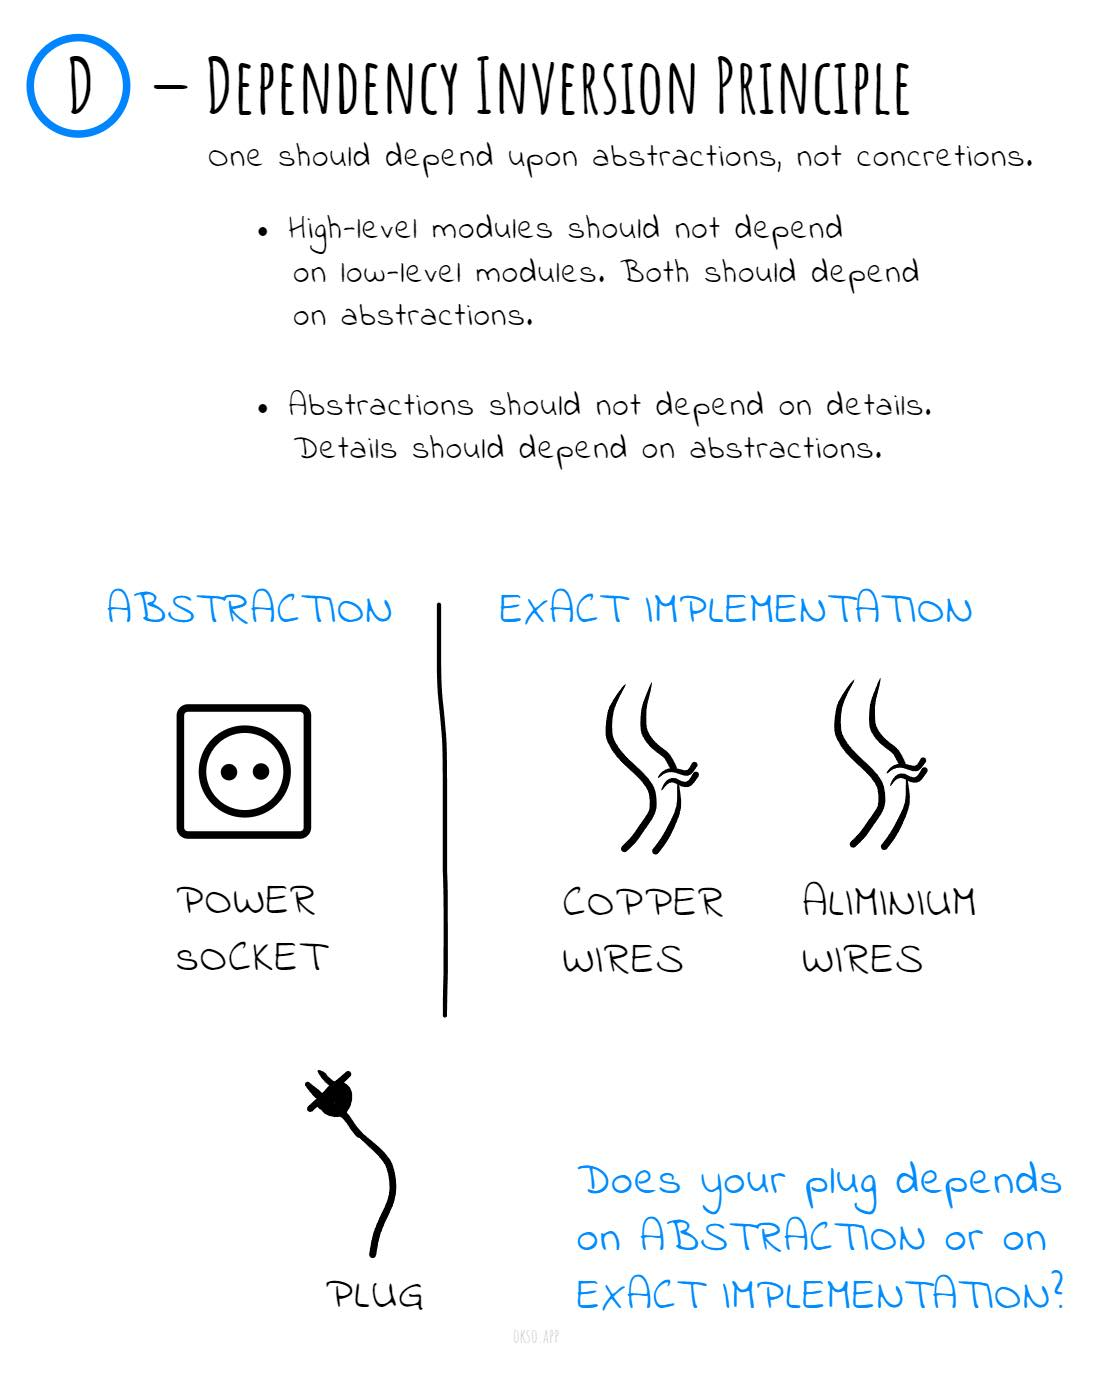 D — Dependency Inversion Principle
One should depend upon abstractions, not concretions.
• High-level modules should not depend
on low-level modules. Both should depend
on abstractions.
• Abstractions should not depend on details.
Details should depend on abstractions.
ABSTRACTION
EXACT IMPLEMENTATION
POWER
SOCKET
COPPER
WIRES
ALIMINIUM
WIRES
PLUG
Does your plug depends
on ABSTRACTION or on
EXACT IMPLEMENTATION?
OKSO.APP